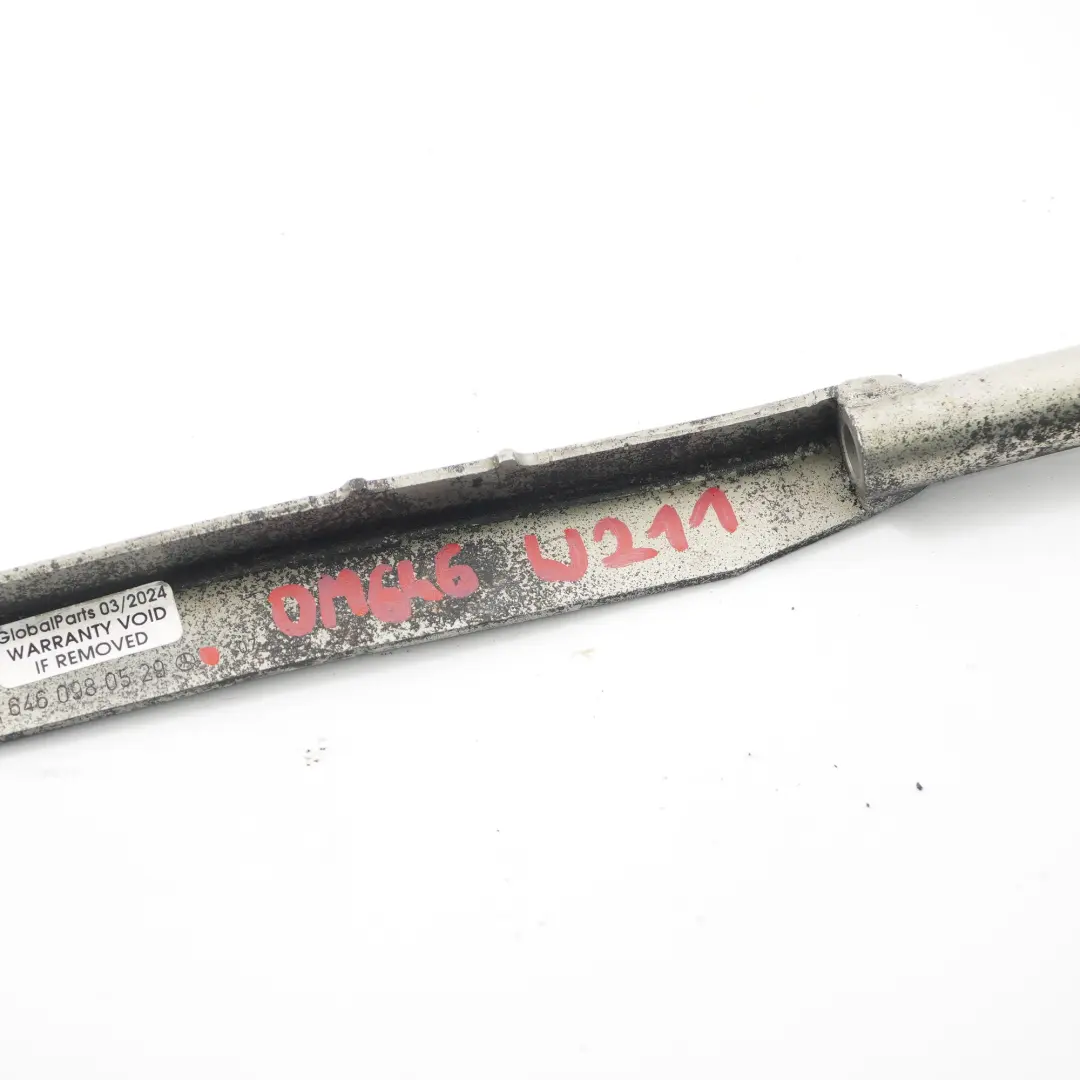 OM646 W211
GlobalParts 03/2024
WARRANTY VOID
IF REMOVED
646 098 05 29